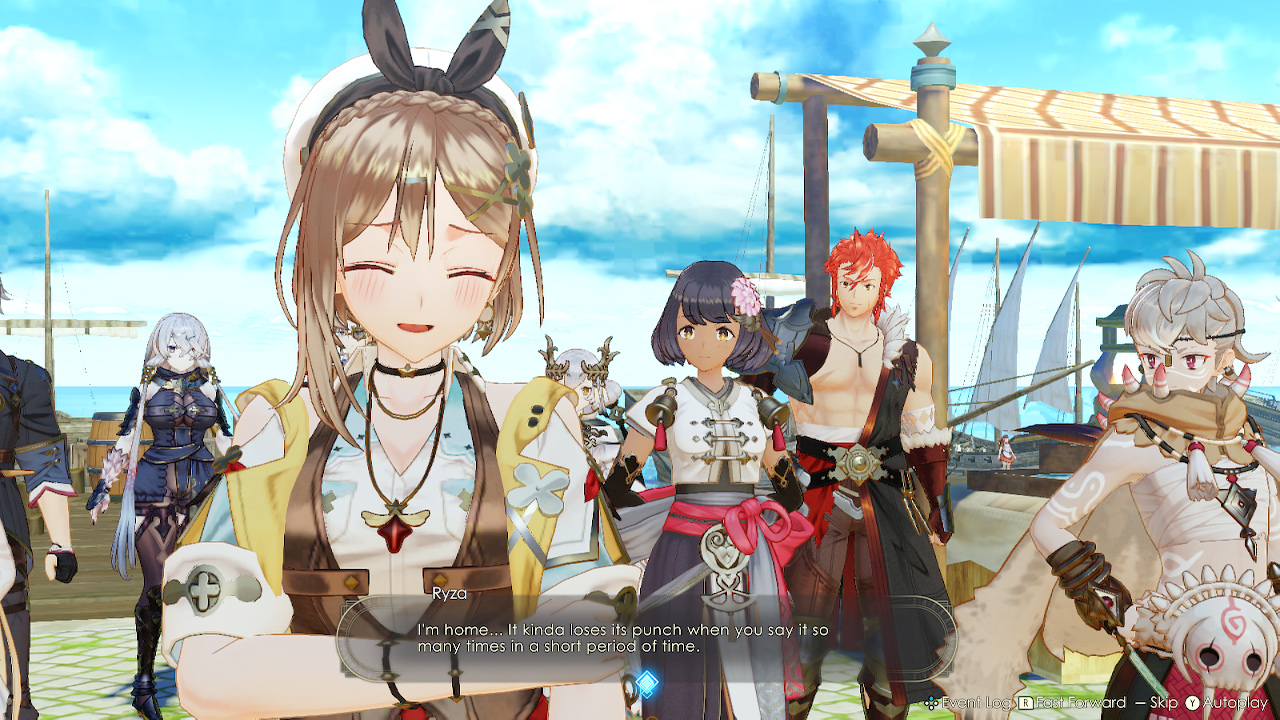 Ryza
I'm home... It kinda loses its punch when you say it so
many times in a short period of time.
Event Log R Fast Forward – Skip Y Autoplay